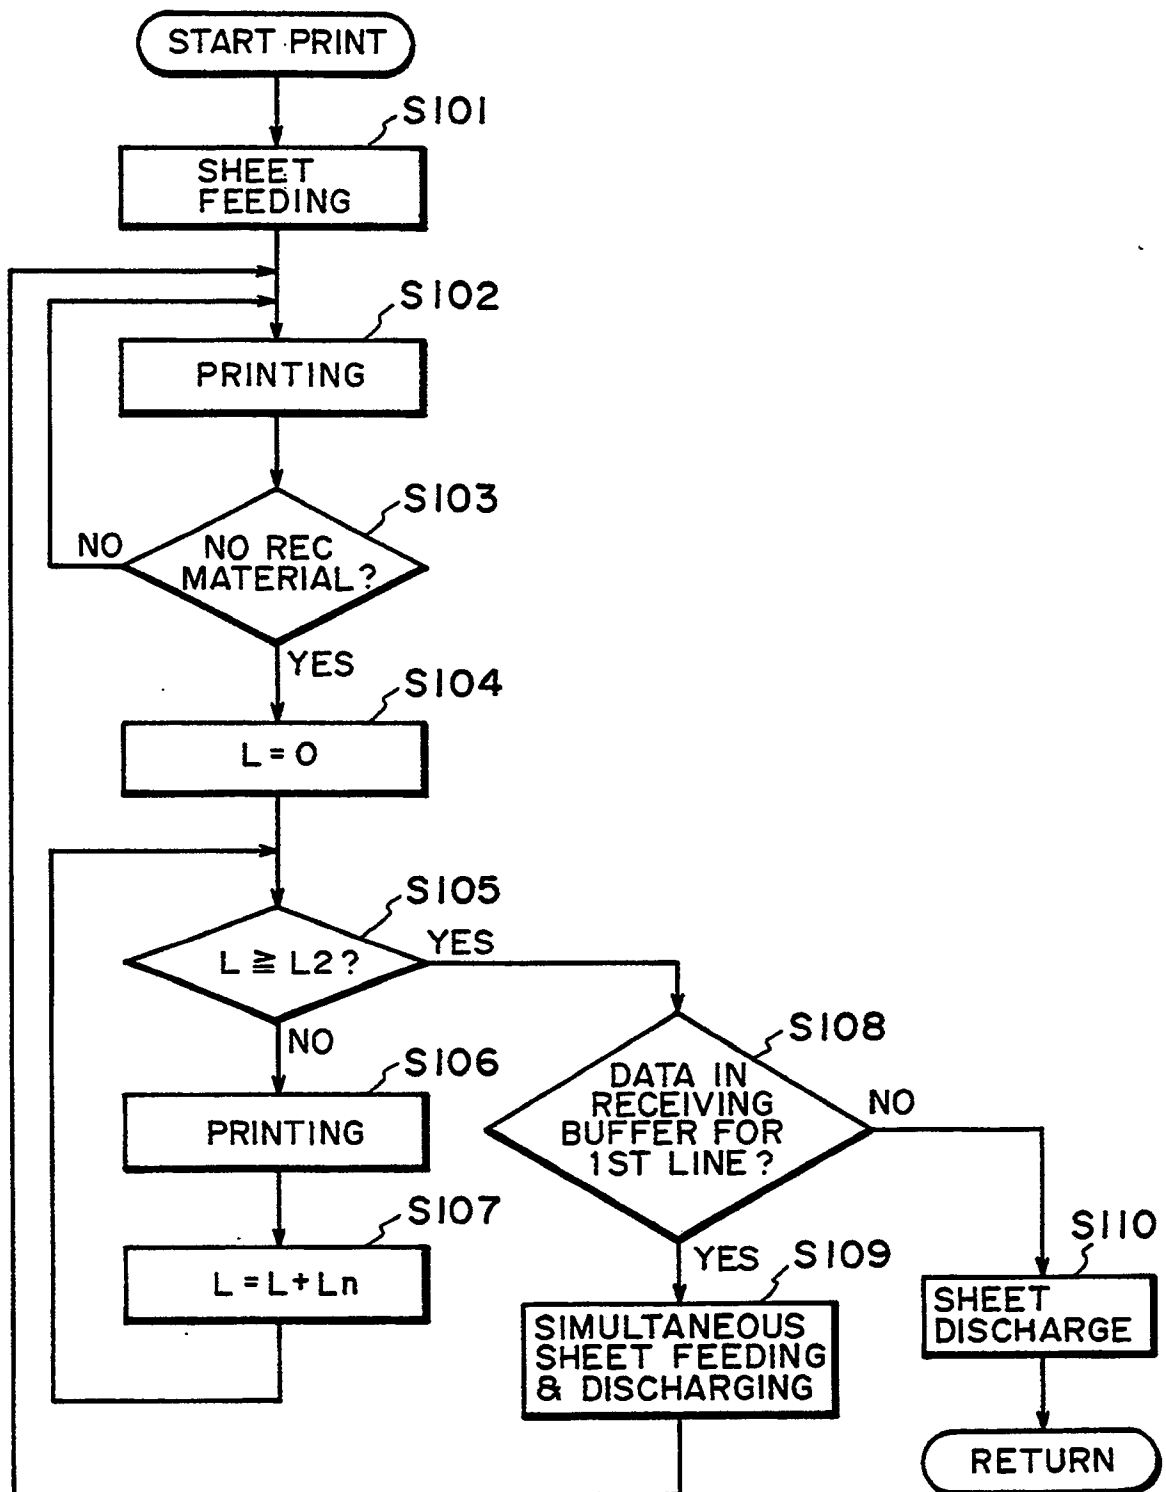 START PRINT
S101
SHEET
FEEDING
S102
PRINTING
S103
NO
NO REC
MATERIAL?
YES
S104
L=0
S105
L ≧ L2?
YES
NO
S106
PRINTING
S107
L=L+Ln
S108
DATA IN
RECEIVING
BUFFER FOR
1ST LINE?
NO
YES
S109
SIMULTANEOUS
SHEET FEEDING
& DISCHARGING
S110
SHEET
DISCHARGE
RETURN